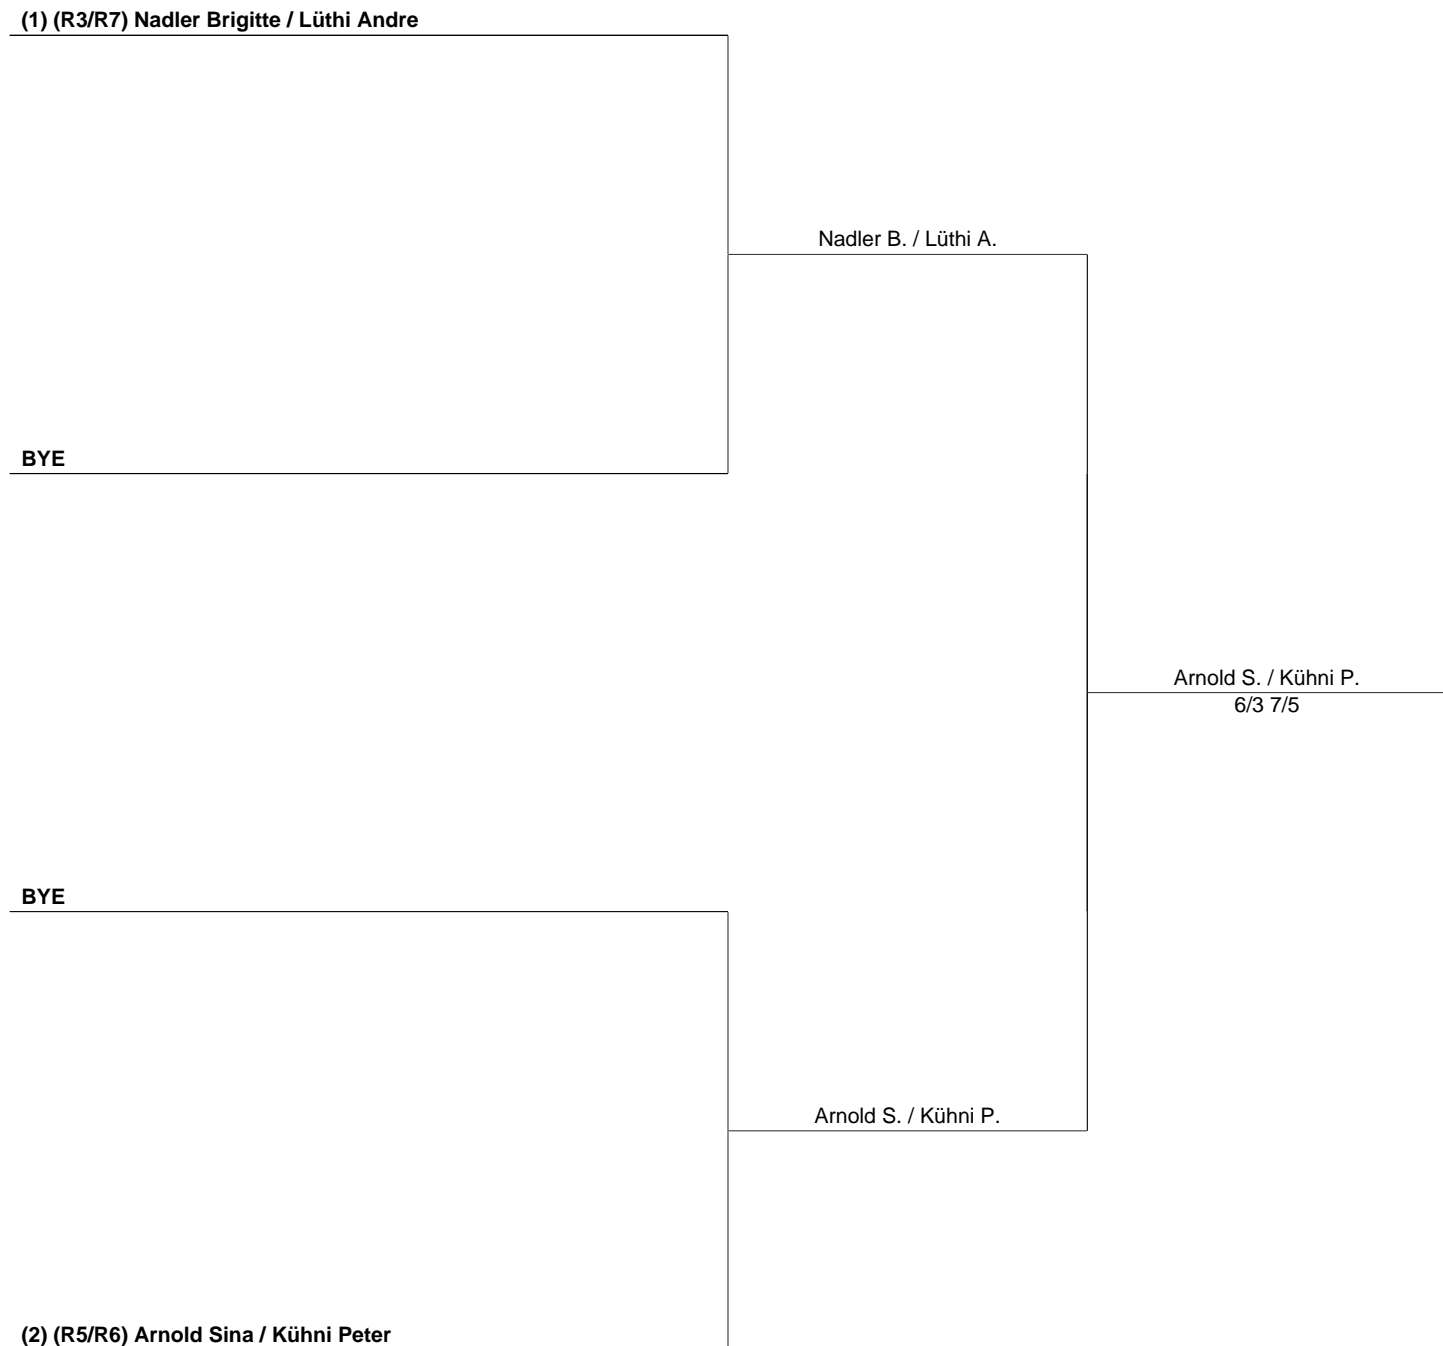 (1) (R3/R7) Nadler Brigitte / Lüthi Andre
Nadler B. / Lüthi A.
BYE
Arnold S. / Kühni P.
6/3 7/5
BYE
Arnold S. / Kühni P.
(2) (R5/R6) Arnold Sina / Kühni Peter